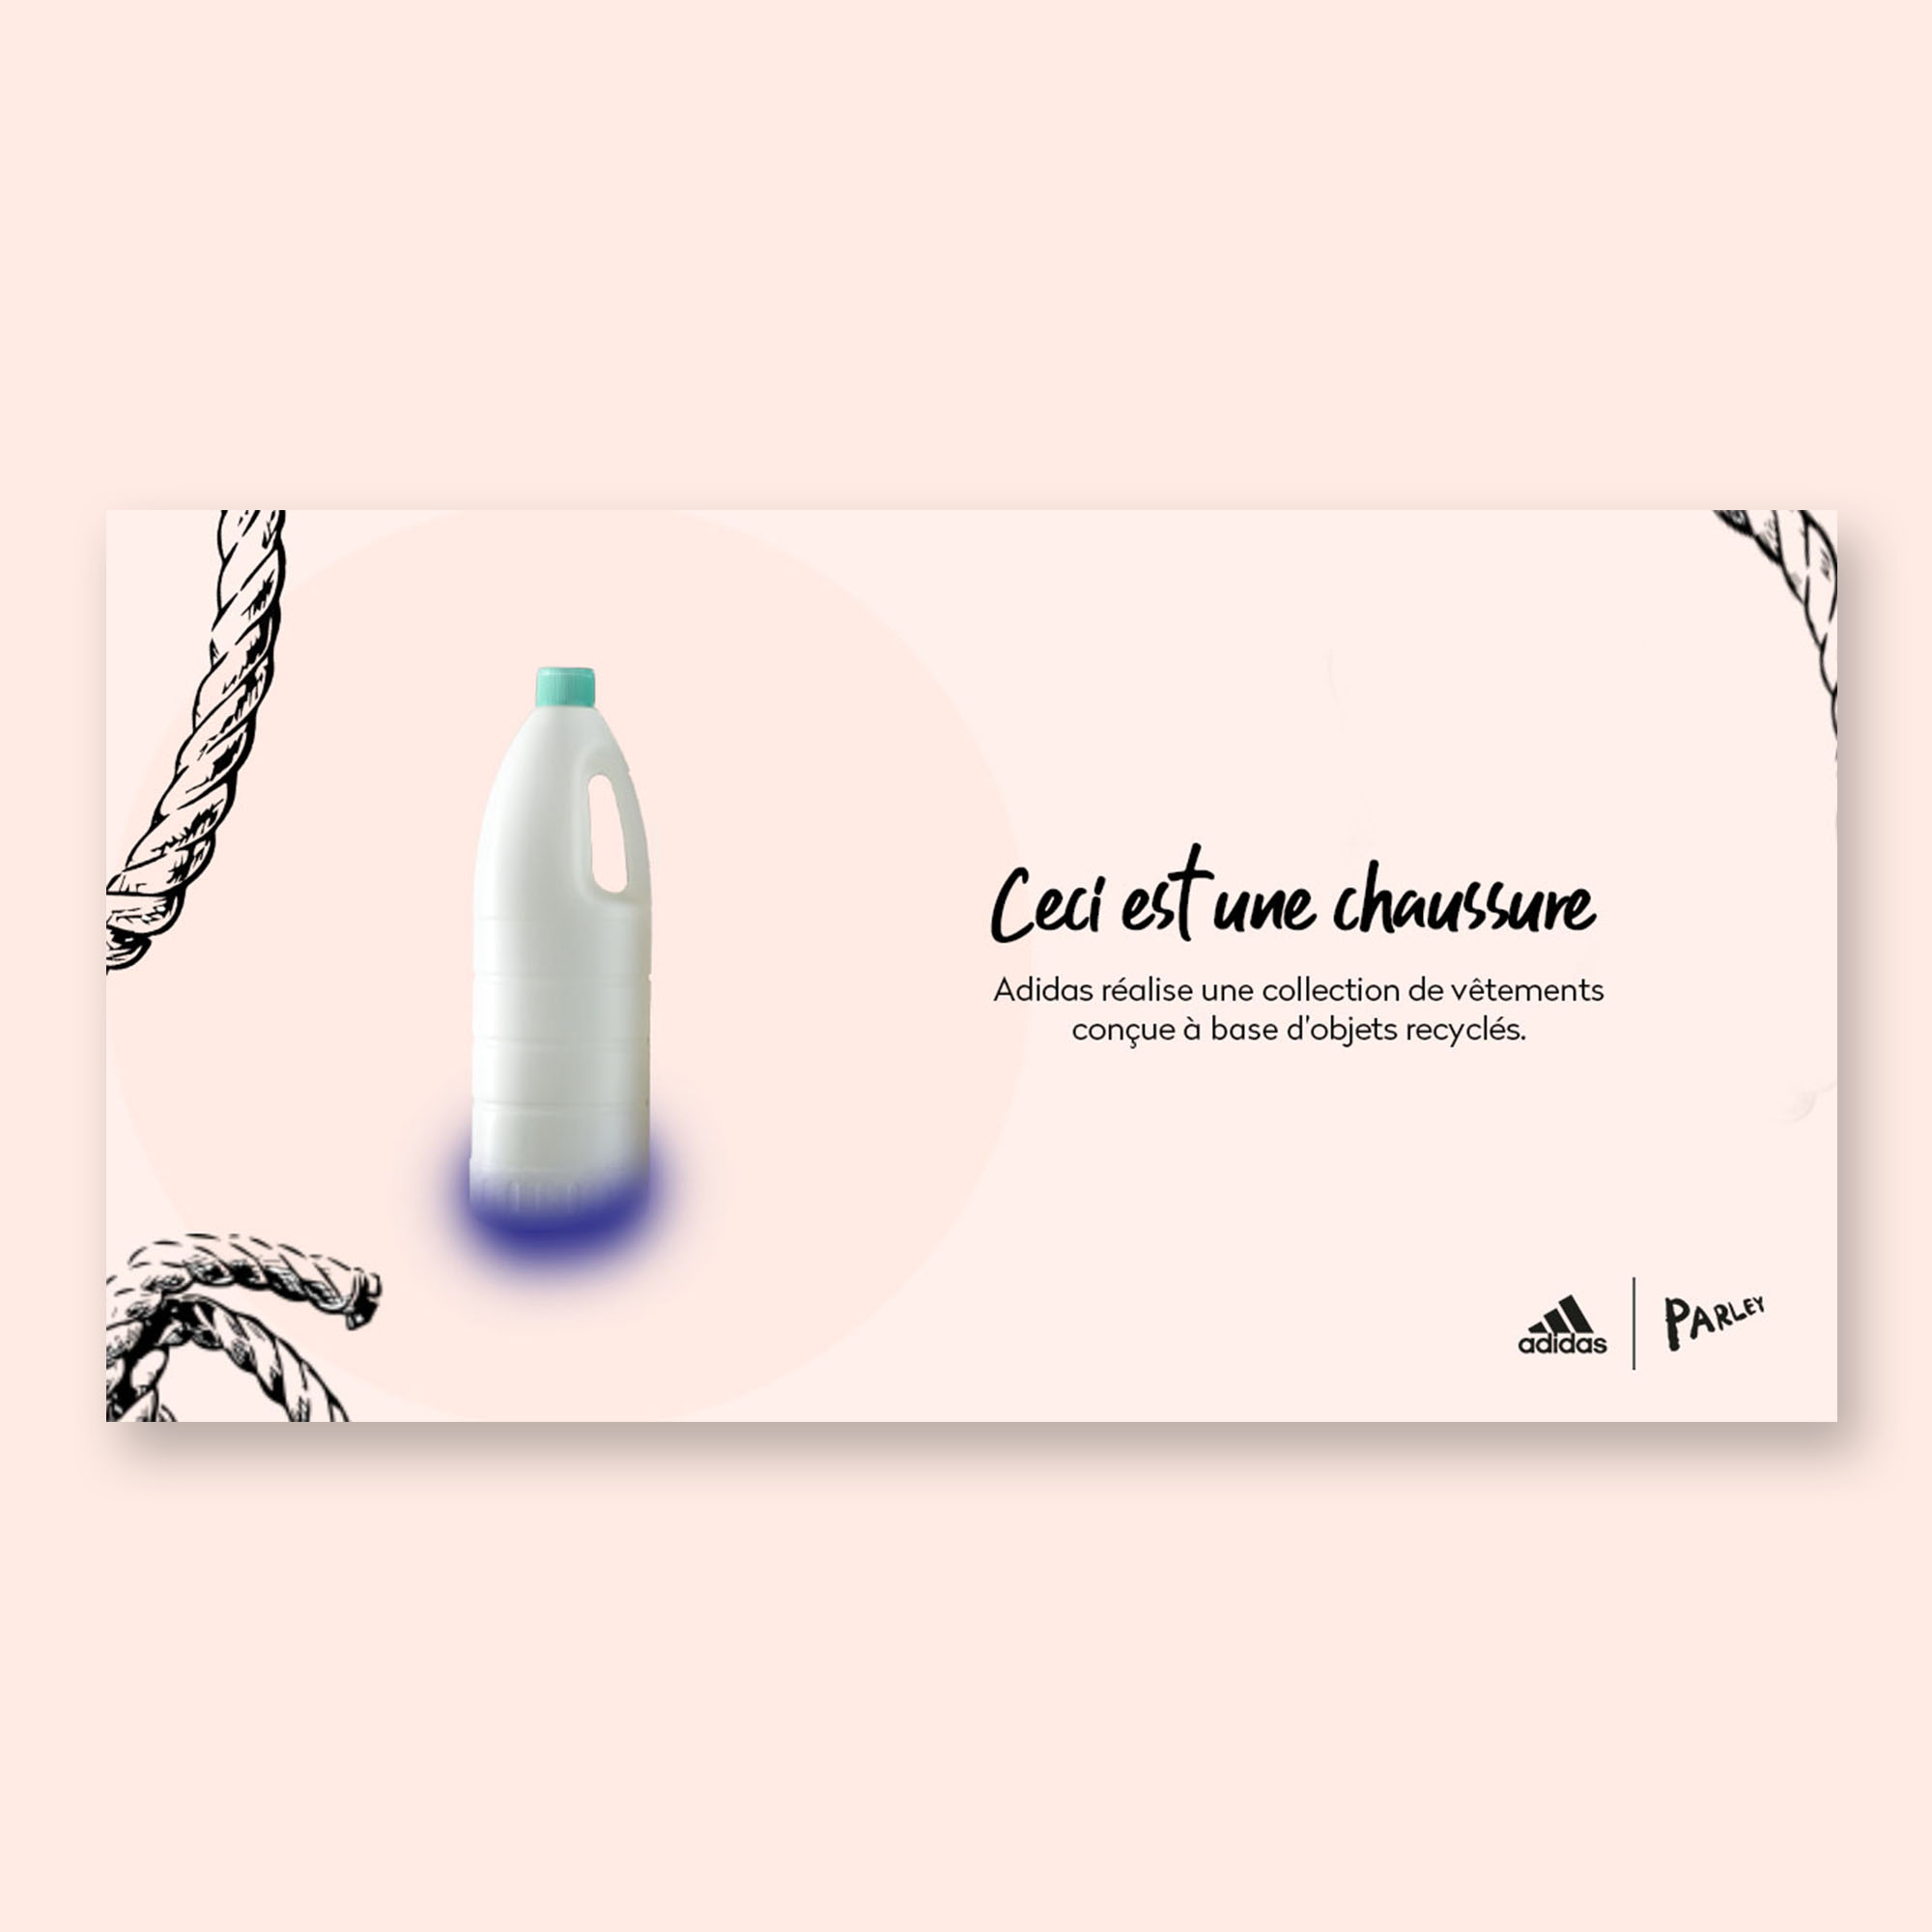 Ceci est une chaussure
Adidas réalise une collection de vêtements
conçue à base d'objets recyclés.
adidas
PARLEY